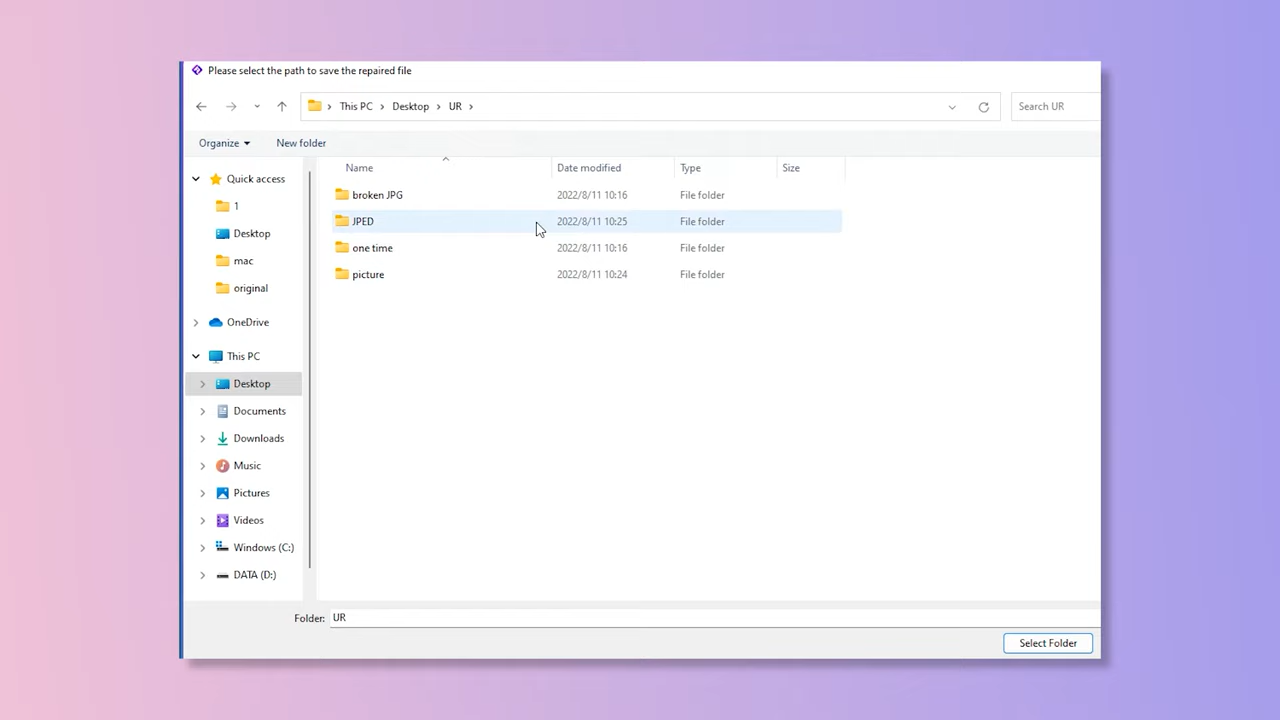 Please select the path to save the repaired file
This PC > Desktop > UR >
Search UR
Organize
New folder
Name
Date modified
Type
Size
Quick access
1
Desktop
mac
original
OneDrive
This PC
Desktop
Documents
Downloads
Music
Pictures
Videos
Windows (C:)
DATA (D:)
broken JPG 2022/8/11 10:16 File folder
JPED 2022/8/11 10:25 File folder
one time 2022/8/11 10:16 File folder
picture 2022/8/11 10:24 File folder
Folder: UR
Select Folder